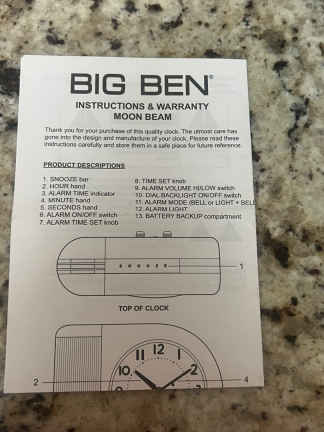 BIG BEN®
INSTRUCTIONS & WARRANTY
MOON BEAM
Thank you for your purchase of this quality clock. The utmost care has
gone into the design and manufacture of your clock. Please read these
instructions carefully and store them in a safe place for future reference.
PRODUCT DESCRIPTIONS
1. SNOOZE bar
2. HOUR hand
3. ALARM TIME indicator
4. MINUTE hand
5. SECONDS hand
6. ALARM ON/OFF switch
7. ALARM TIME SET knob
8. TIME SET knob
9. ALARM VOLUME HI/LOW switch
10. DIAL BACKLIGHT ON/OFF switch
11. ALARM MODE (BELL or LIGHT + BELL
12. ALARM LIGHT
13. BATTERY BACKUP compartment
1
TOP OF CLOCK
11 12 1
10 2
2
4